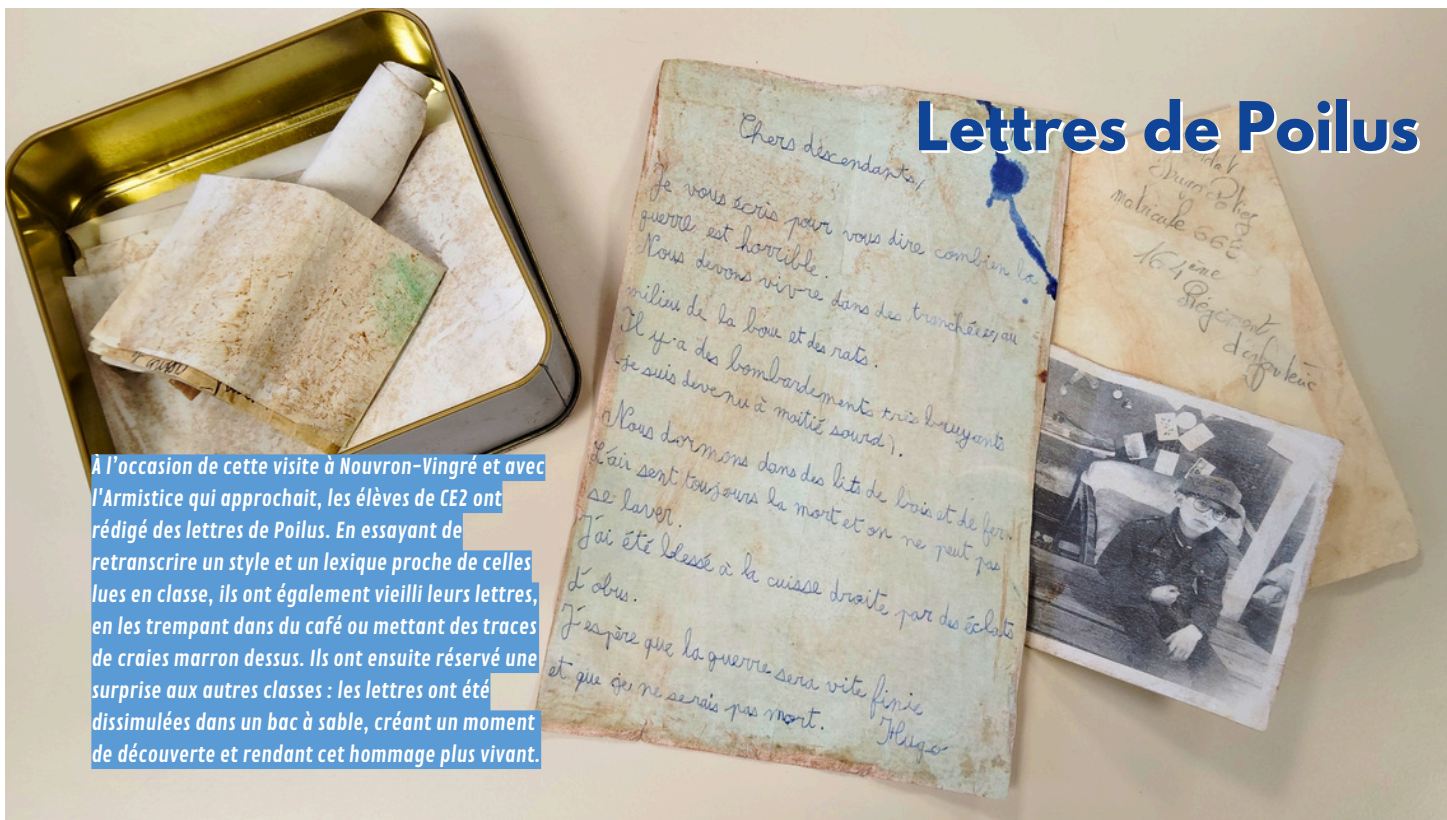 Lettres de Poilus
Chers descendants,
Je vous écris pour vous dire combien la
guerre est horrible.
Nous devons vivre dans des tranchées, au
milieu de la boue et des rats.
Il y'a des bombardements très bruyants
je suis devenu à moitié sourd).
Nous dormons dans des lits de bois et de fer.
L'air sent toujours la mort et on ne peut pas
se laver.
J'ai été blessé à la cuisse droite par des éclats
d'obus.
J'espère que la guerre sera vite finie
et que je ne serais pas mort.
Hugo
matricule 665
164ème
Régiment
À l'occasion de cette visite à Nouvron-Vingré et avec
l'Armistice qui approchait, les élèves de CE2 ont
rédigé des lettres de Poilus. En essayant de
retranscrire un style et un lexique proche de celles
lues en classe, ils ont également vieilli leurs lettres,
en les trempant dans du café ou mettant des traces
de craies marron dessus. Ils ont ensuite réservé une
surprise aux autres classes : les lettres ont été
dissimulées dans un bac à sable, créant un moment
de découverte et rendant cet hommage plus vivant.